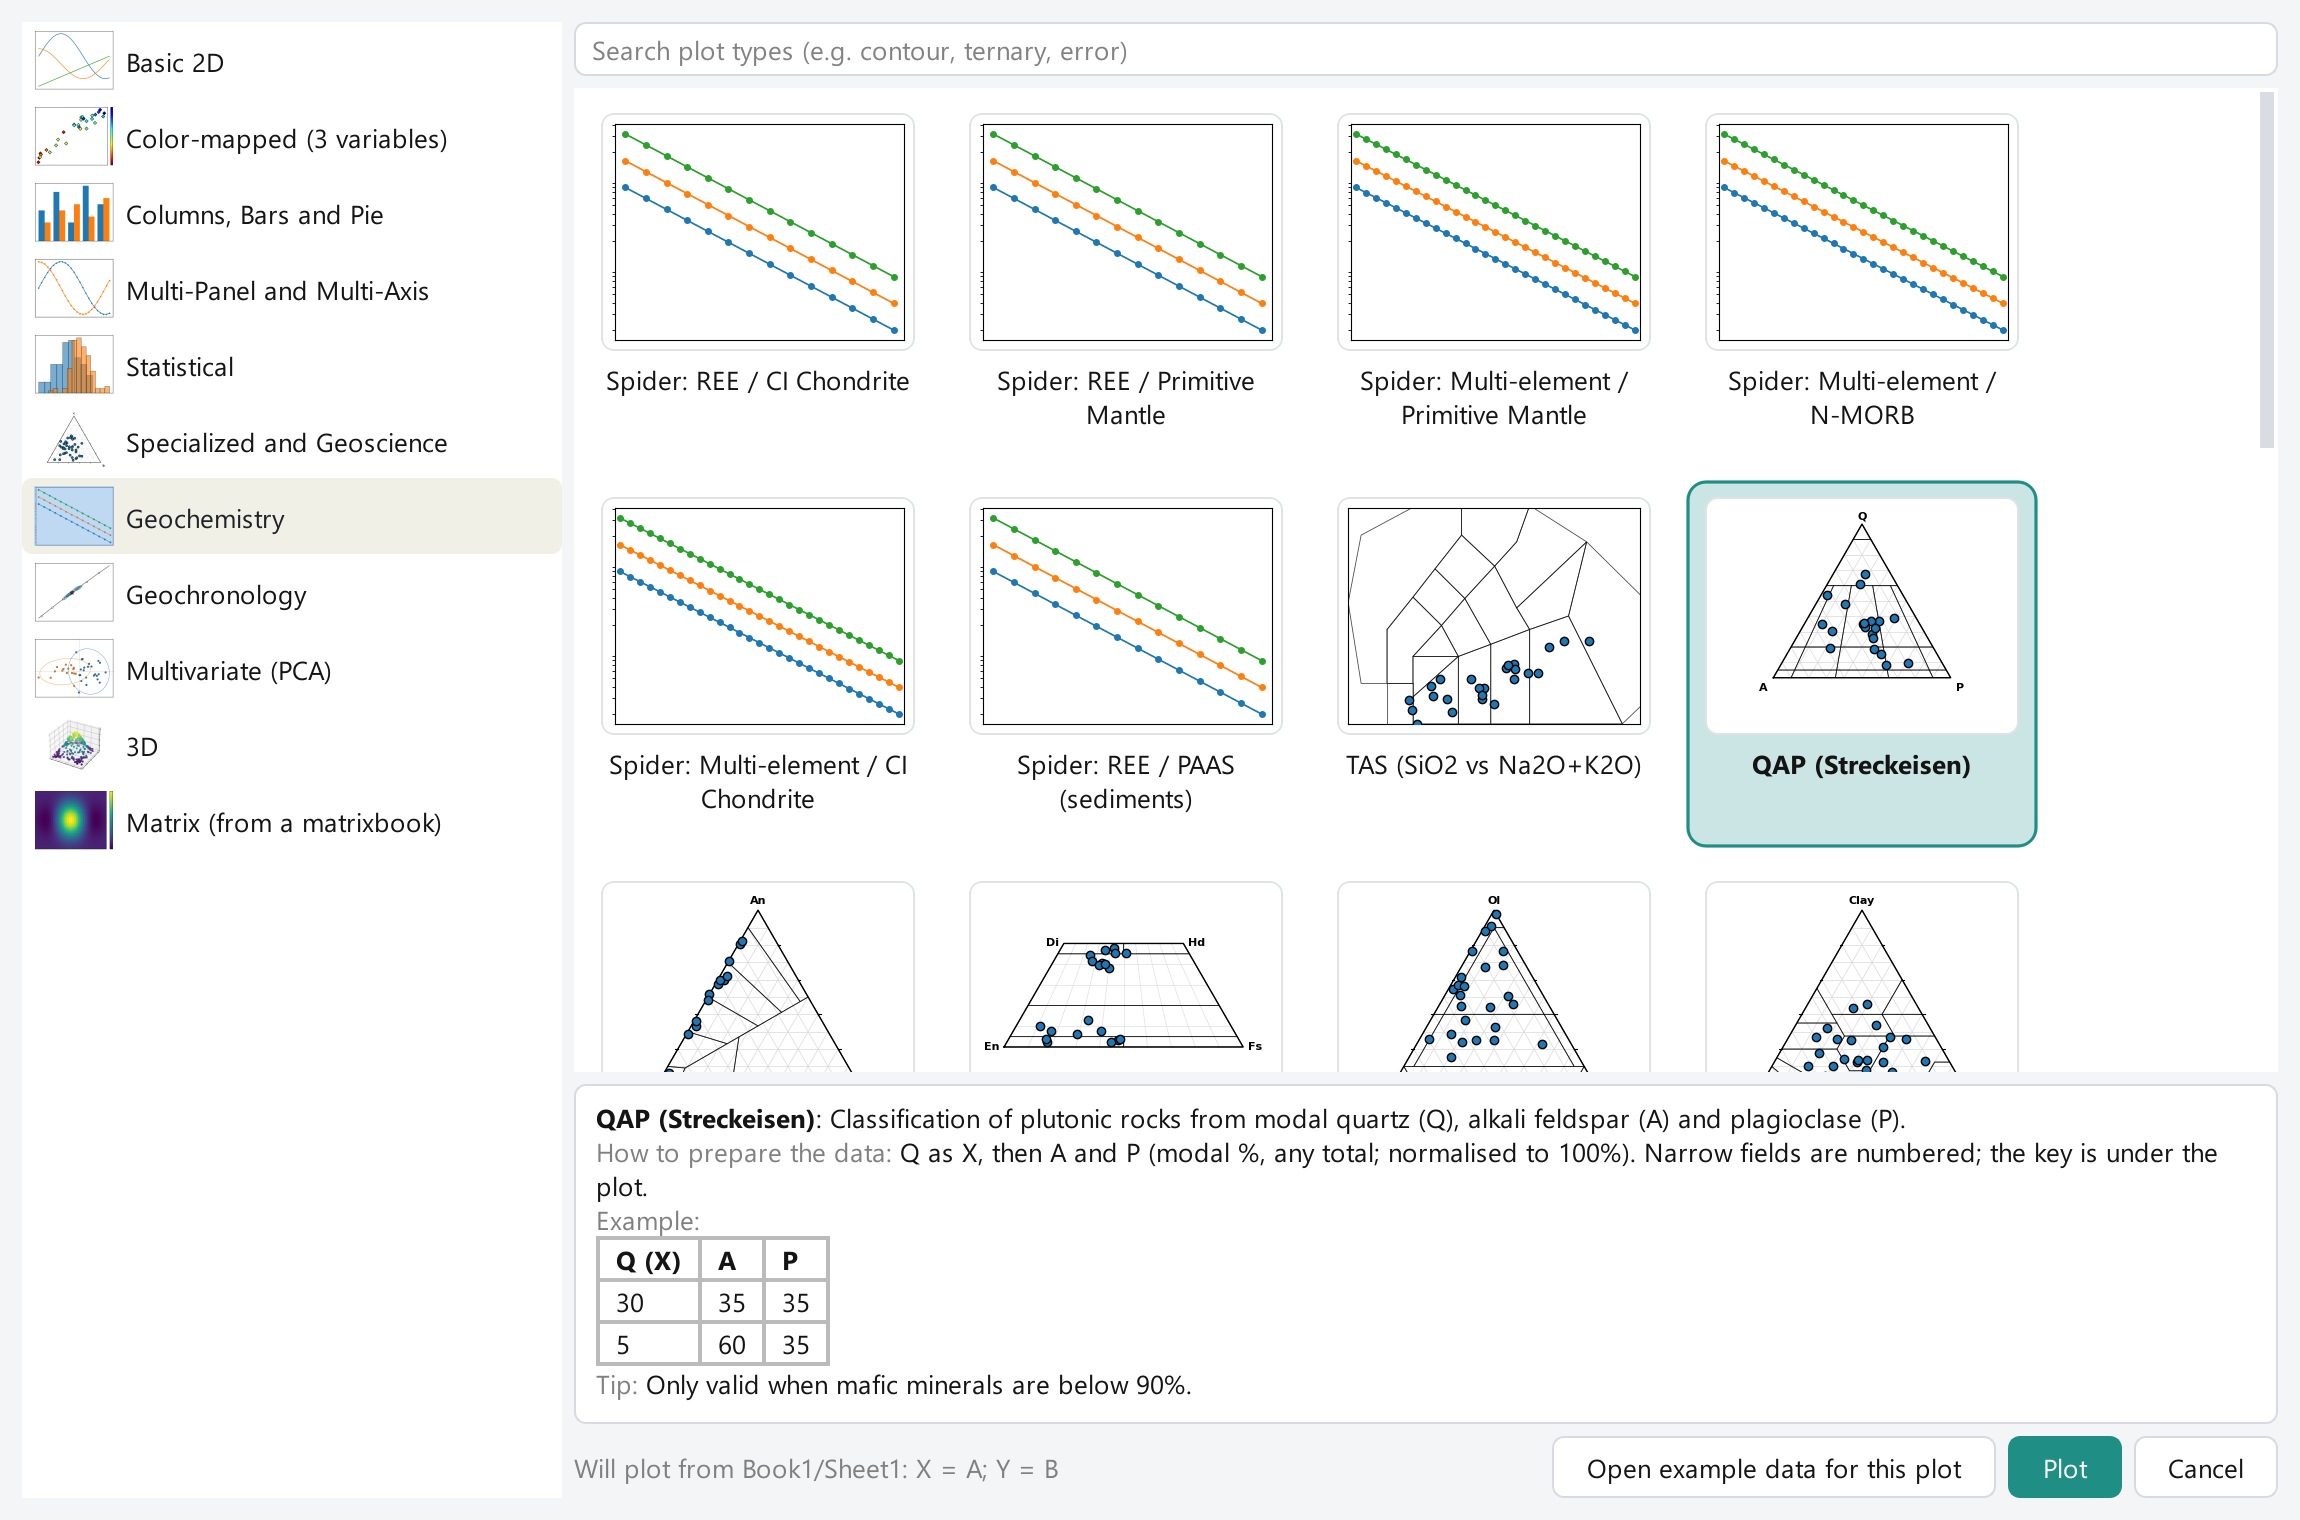 Basic 2D
Color-mapped (3 variables)
Columns, Bars and Pie
Multi-Panel and Multi-Axis
Statistical
Specialized and Geoscience
Geochemistry
Geochronology
Multivariate (PCA)
3D
Matrix (from a matrixbook)
Search plot types (e.g. contour, ternary, error)
Spider: REE / CI Chondrite
Spider: REE / Primitive
Mantle
Spider: Multi-element /
Primitive Mantle
Spider: Multi-element /
N-MORB
Spider: Multi-element / CI
Chondrite
Spider: REE / PAAS
(sediments)
TAS (SiO2 vs Na2O+K2O)
Q
A P
QAP (Streckeisen)
An
Di Hd
En Fs
Ol
Clay
QAP (Streckeisen): Classification of plutonic rocks from modal quartz (Q), alkali feldspar (A) and plagioclase (P).
How to prepare the data: Q as X, then A and P (modal %, any total; normalised to 100%). Narrow fields are numbered; the key is under the
plot.
Example:
Q (X) A P
30 35 35
5 60 35
Tip: Only valid when mafic minerals are below 90%.
Will plot from Book1/Sheet1: X = A; Y = B
Open example data for this plot
Plot
Cancel